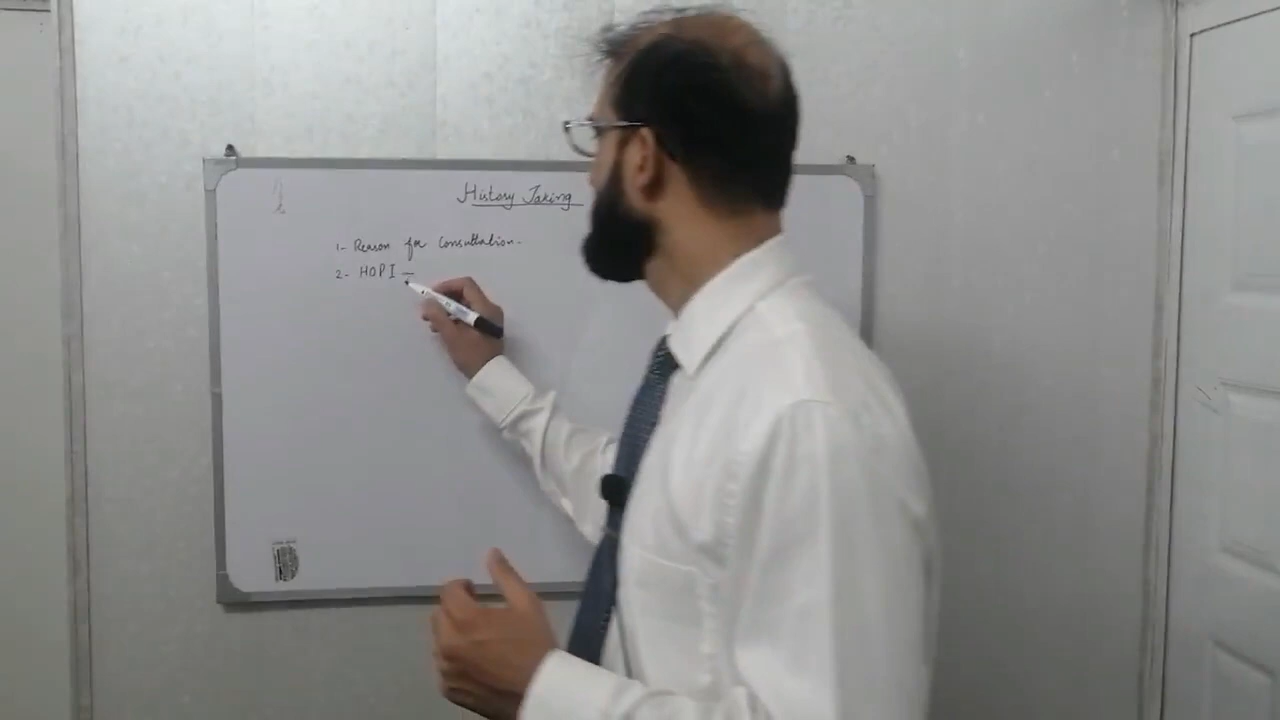 History Taking
1- Reason for Consultation-
2- HOPI -